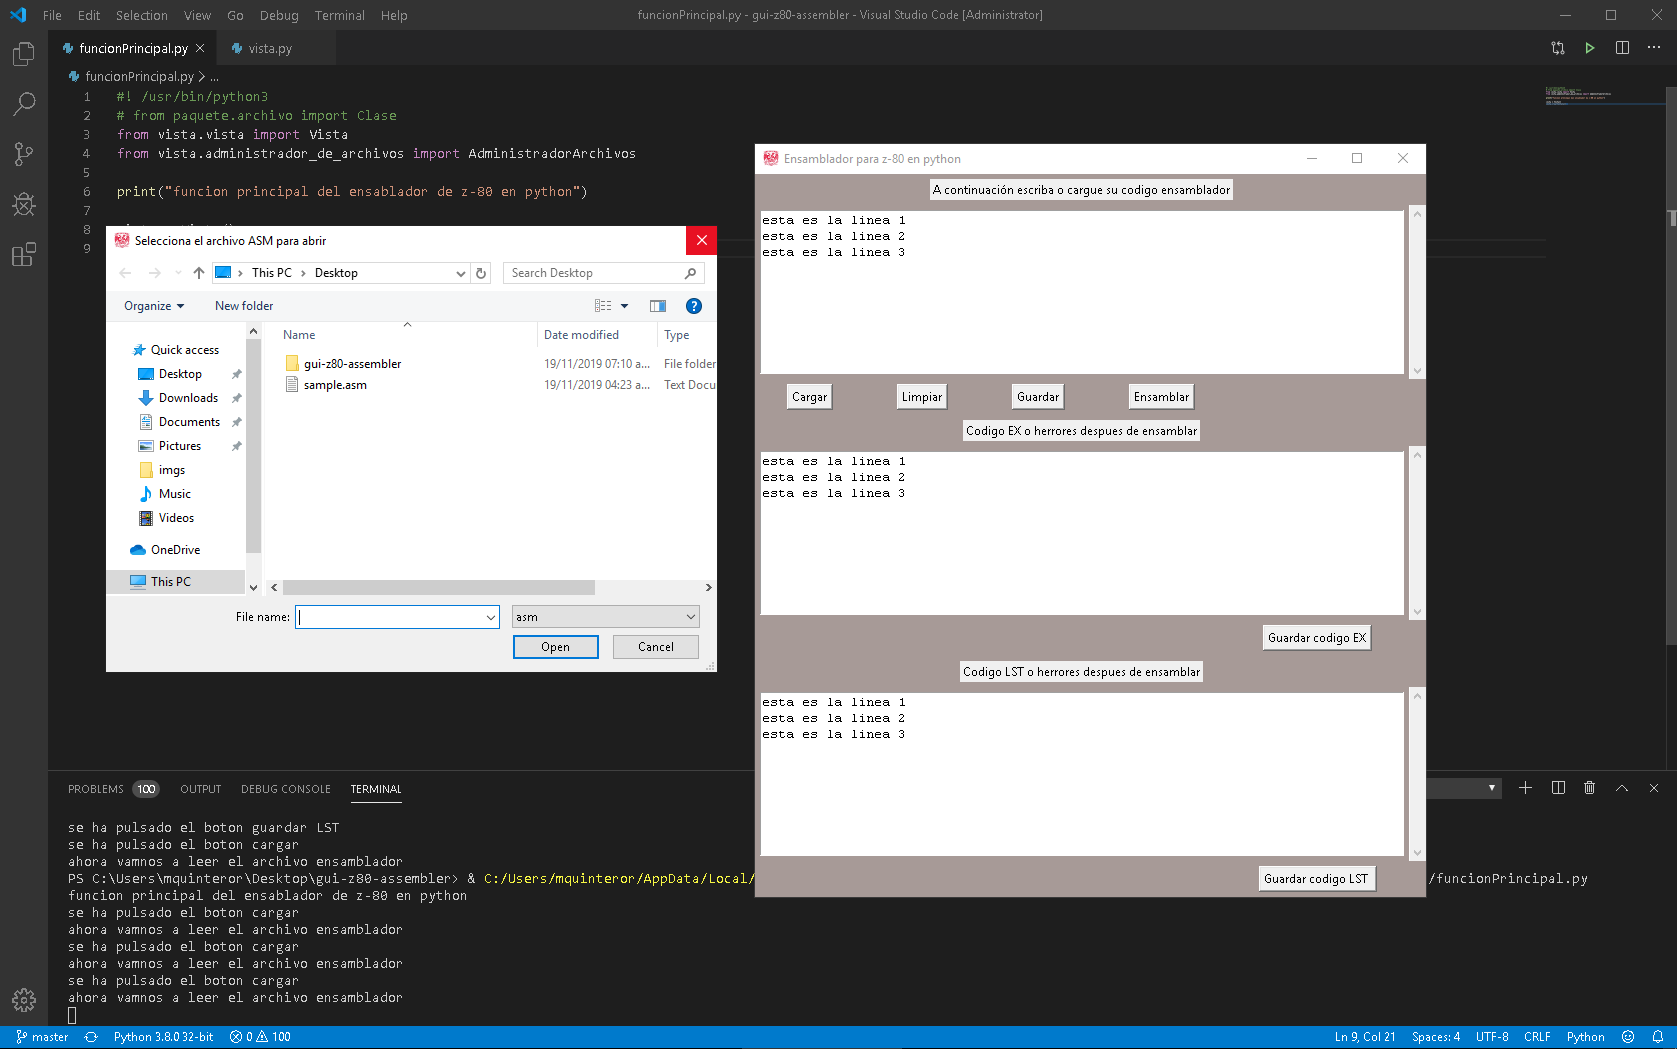 File Edit Selection View Go Debug Terminal Help
funcionPrincipal.py - gui-z80-assembler - Visual Studio Code [Administrator]
funcionPrincipal.py
vista.py
funcionPrincipal.py > ...
1 #! /usr/bin/python3
2 # from paquete.archivo import Clase
3 from vista.vista import Vista
4 from vista.administrador_de_archivos import AdministradorArchivos
5
6 print("funcion principal del ensablador de z-80 en python")
7
8
9
Selecciona el archivo ASM para abrir
This PC > Desktop
Search Desktop
Organize
New folder
Name Date modified Type
Quick access
Desktop
Downloads
Documents
Pictures
imgs
Music
Videos
OneDrive
This PC
gui-z80-assembler 19/11/2019 07:10 a... File folder
sample.asm 19/11/2019 04:23 a... Text Docu
File name:
asm
Open
Cancel
Ensamblador para z-80 en python
A continuación escriba o cargue su codigo ensamblador
esta es la linea 1
esta es la linea 2
esta es la linea 3
Cargar
Limpiar
Guardar
Ensamblar
Codigo EX o herrores despues de ensamblar
esta es la linea 1
esta es la linea 2
esta es la linea 3
Guardar codigo EX
Codigo LST o herrores despues de ensamblar
esta es la linea 1
esta es la linea 2
esta es la linea 3
Guardar codigo LST
PROBLEMS 100 OUTPUT DEBUG CONSOLE TERMINAL
se ha pulsado el boton guardar LST
se ha pulsado el boton cargar
ahora vamnos a leer el archivo ensamblador
PS C:\Users\mquinteror\Desktop\gui-z80-assembler> & C:/Users/mquinteror/AppData/Local/ /funcionPrincipal.py
funcion principal del ensablador de z-80 en python
se ha pulsado el boton cargar
ahora vamnos a leer el archivo ensamblador
se ha pulsado el boton cargar
ahora vamnos a leer el archivo ensamblador
se ha pulsado el boton cargar
ahora vamnos a leer el archivo ensamblador
master Python 3.8.0 32-bit 0 100 Ln 9, Col 21 Spaces: 4 UTF-8 CRLF Python